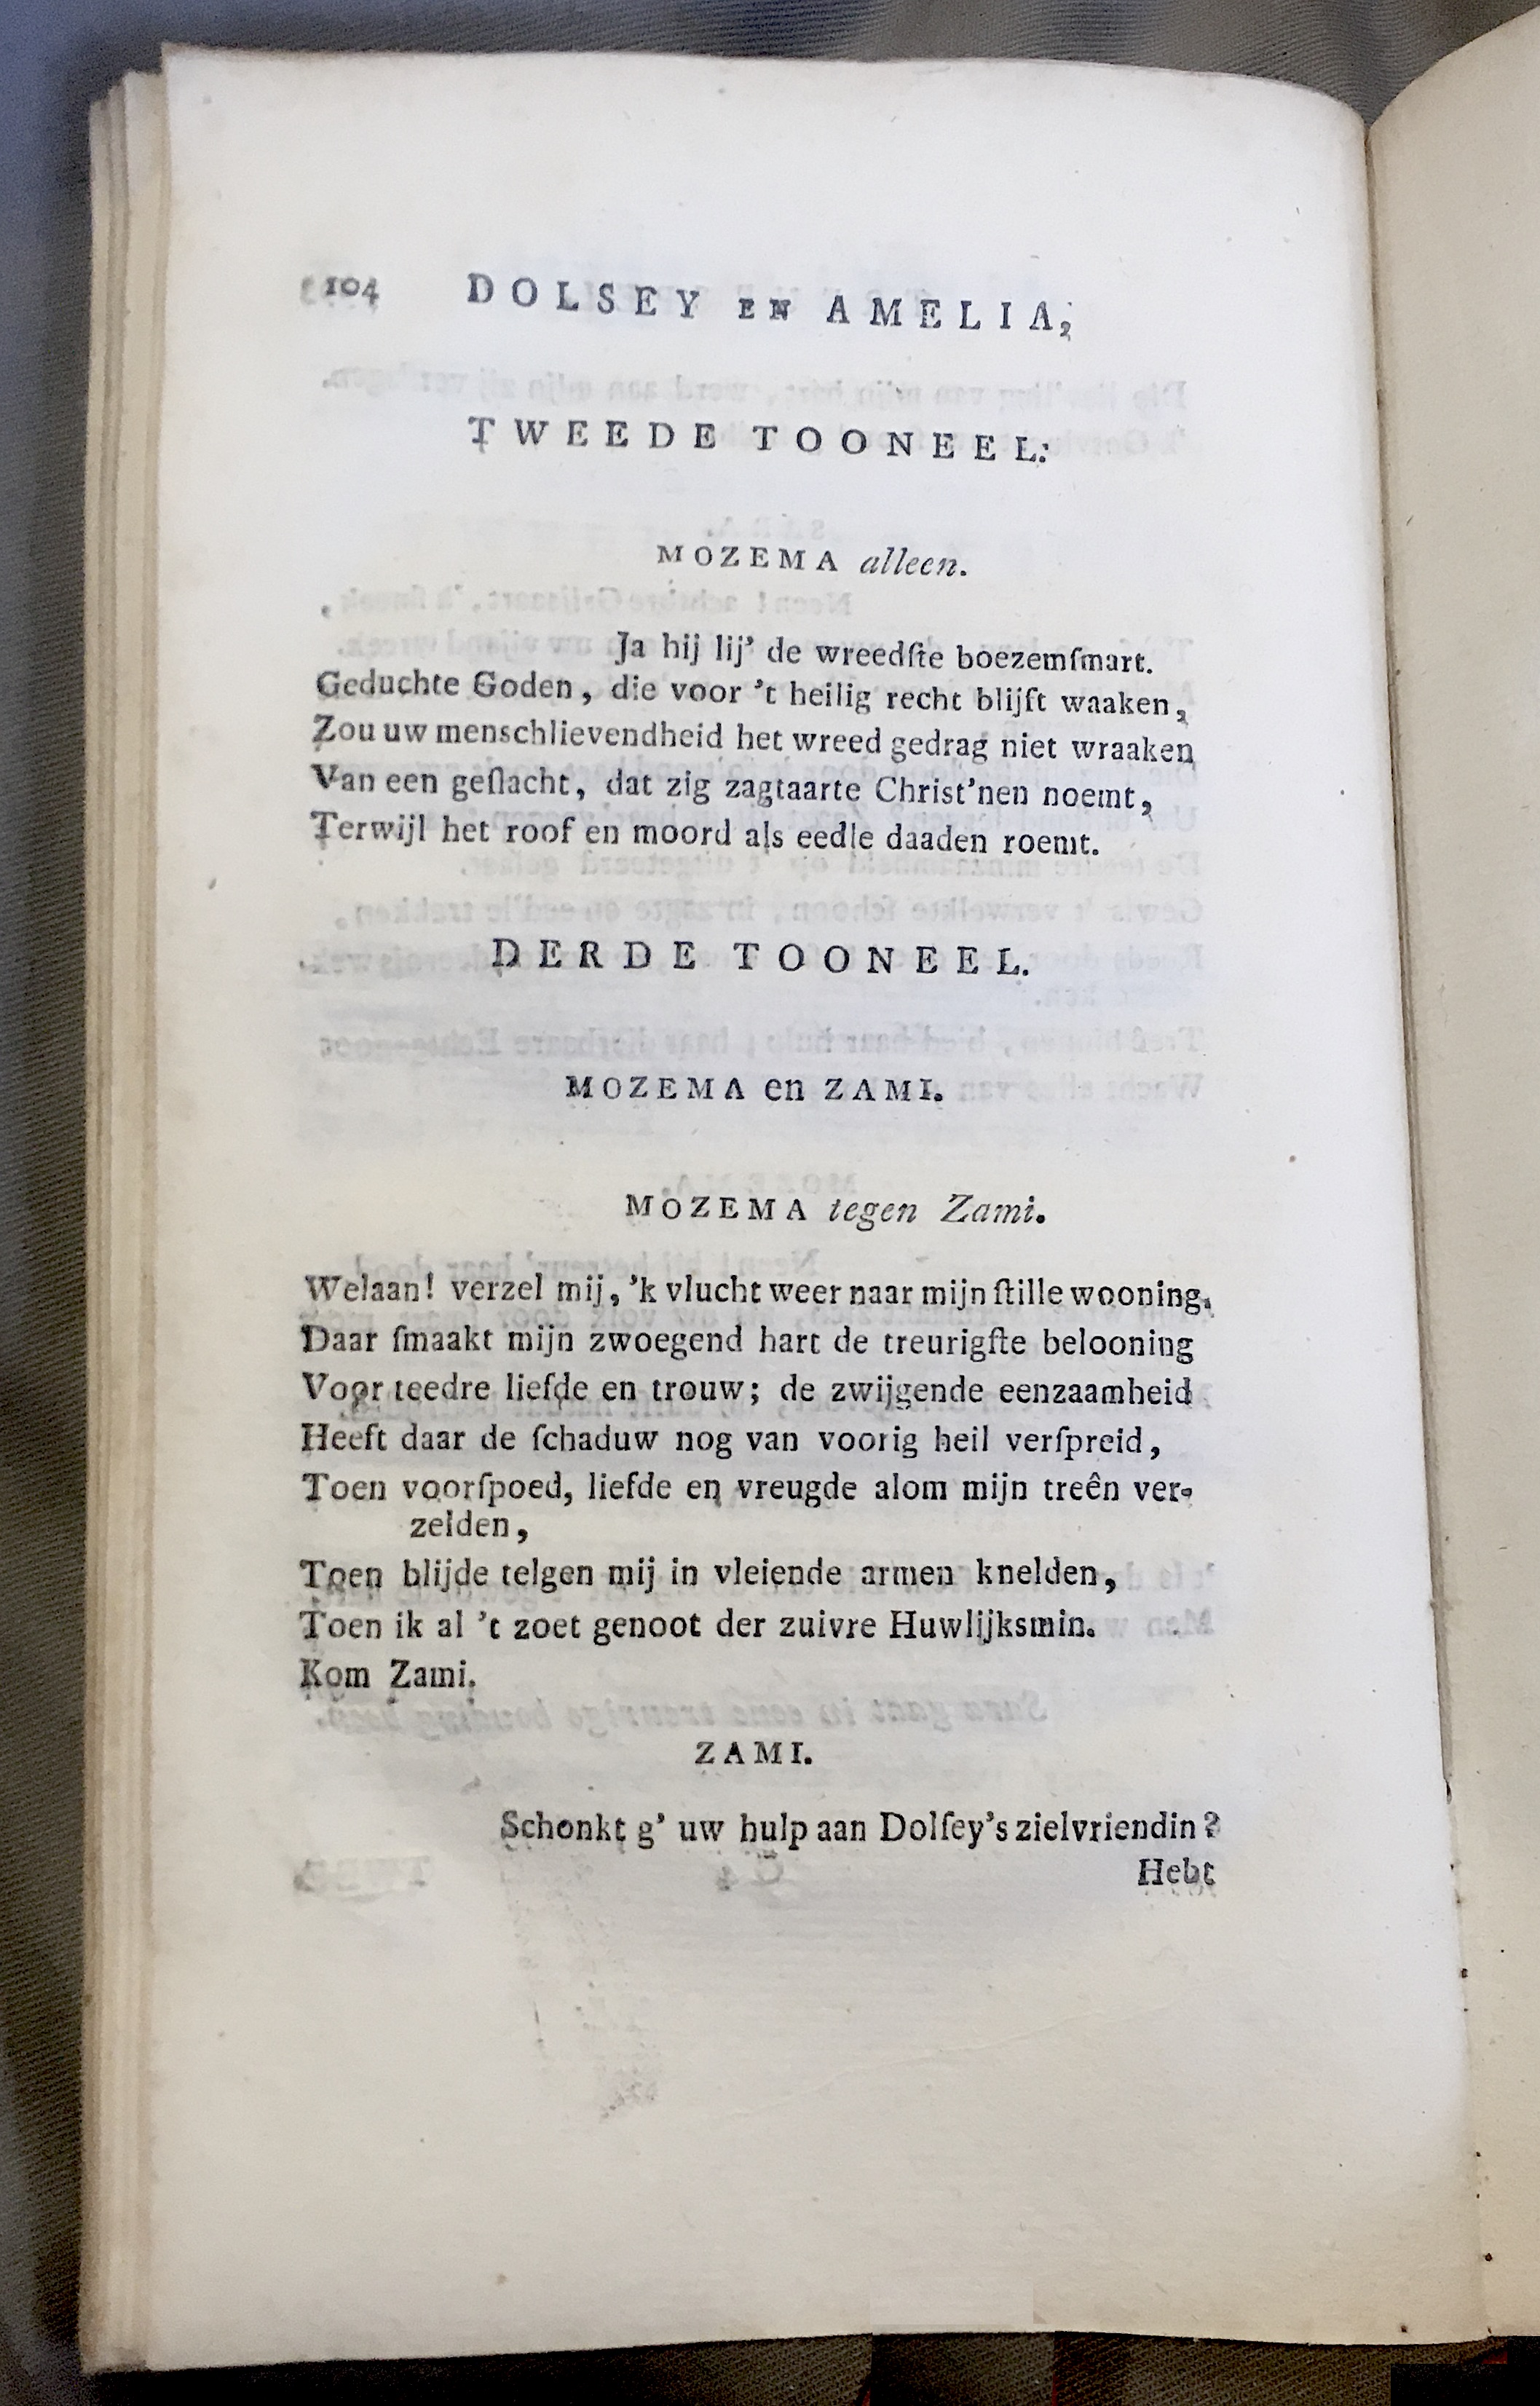 104 DOLSEY EN AMELIA,
TWEEDE TOONEEL.
MOZEMA alleen.
Ja hij lij' de wreedſte boezemſmart.
Geduchte Goden, die voor 't heilig recht blijft waaken,
Zou uw menschlievendheid het wreed gedrag niet wraaken
Van een geſlacht, dat zig zagtaarte Christ'nen noemt,
Terwijl het roof en moord als eedle daaden roemt.
DERDE TOONEEL.
MOZEMA en ZAMI.
MOZEMA tegen Zami.
Welaan! verzel mij, 'k vlucht weer naar mijn ſtille wooning.
Daar ſmaakt mijn zwoegend hart de treurigſte belooning
Voor teedre liefde en trouw; de zwijgende eenzaamheid
Heeft daar de ſchaduw nog van voorig heil verſpreid,
Toen voorſpoed, liefde en vreugde alom mijn treên ver-
zelden,
Toen blijde telgen mij in vleiende armen knelden,
Toen ik al 't zoet genoot der zuivre Huwlijksmin.
Kom Zami.
ZAMI.
Schonkt g' uw hulp aan Dolſey's zielvriendin?
Hebt